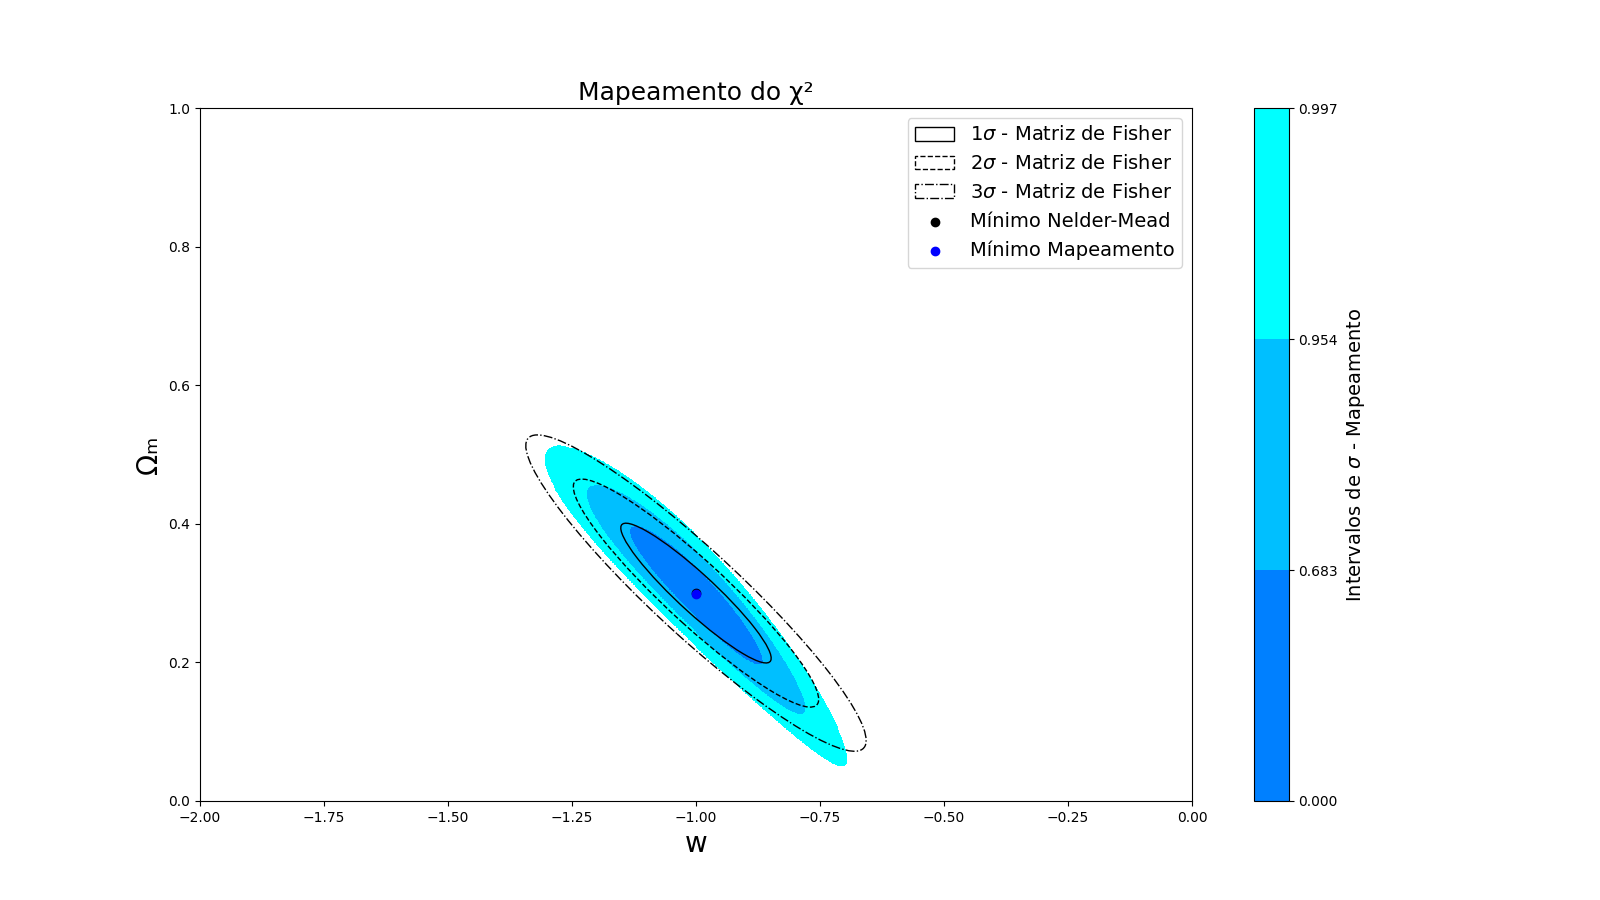 Mapeamento do χ²
1σ - Matriz de Fisher
2σ - Matriz de Fisher
3σ - Matriz de Fisher
Mínimo Nelder-Mead
Mínimo Mapeamento
1.0
0.8
0.6
0.4
0.2
0.0
Ωₘ
−2.00
−1.75
−1.50
−1.25
−1.00
−0.75
−0.50
−0.25
0.00
w
0.997
0.954
0.683
0.000
Intervalos de σ - Mapeamento